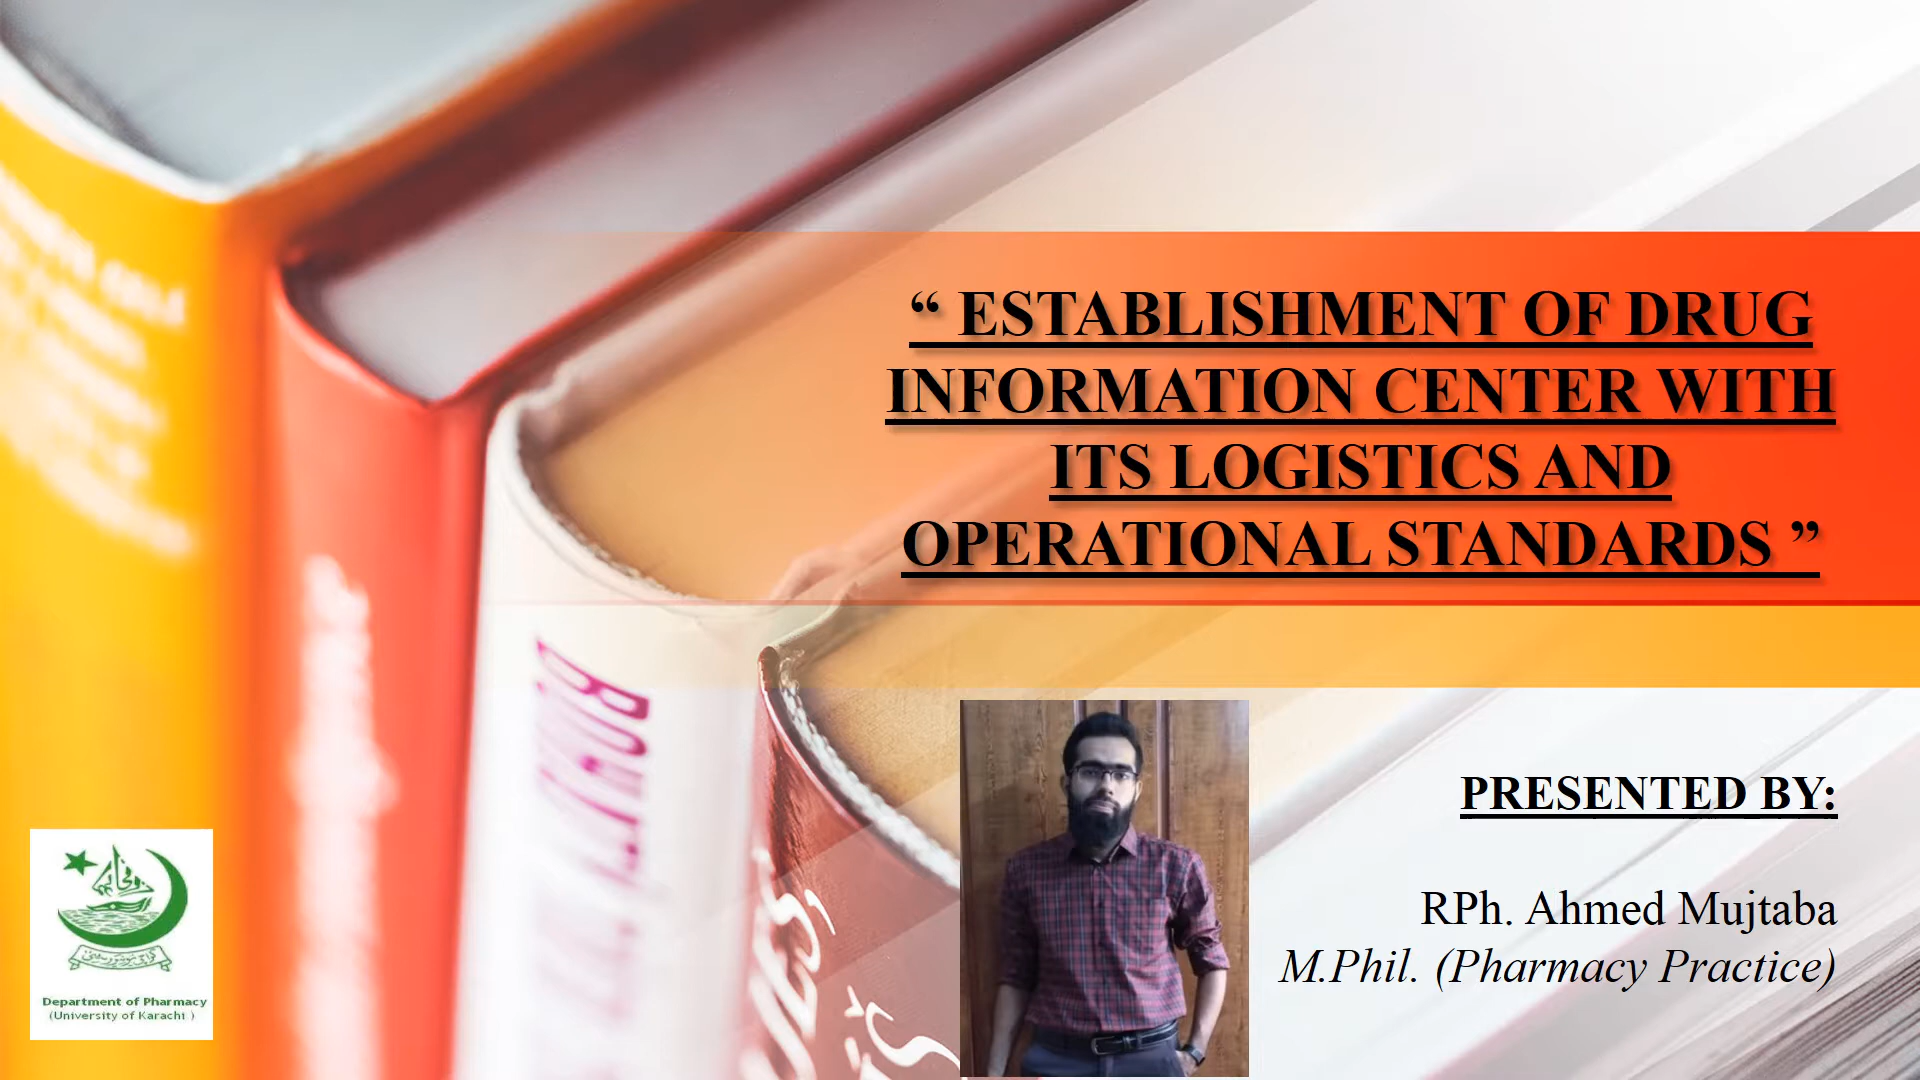 “ ESTABLISHMENT OF DRUG
INFORMATION CENTER WITH
ITS LOGISTICS AND
OPERATIONAL STANDARDS ”
PRESENTED BY:
RPh. Ahmed Mujtaba
M.Phil. (Pharmacy Practice)
Department of Pharmacy
(University of Karachi )